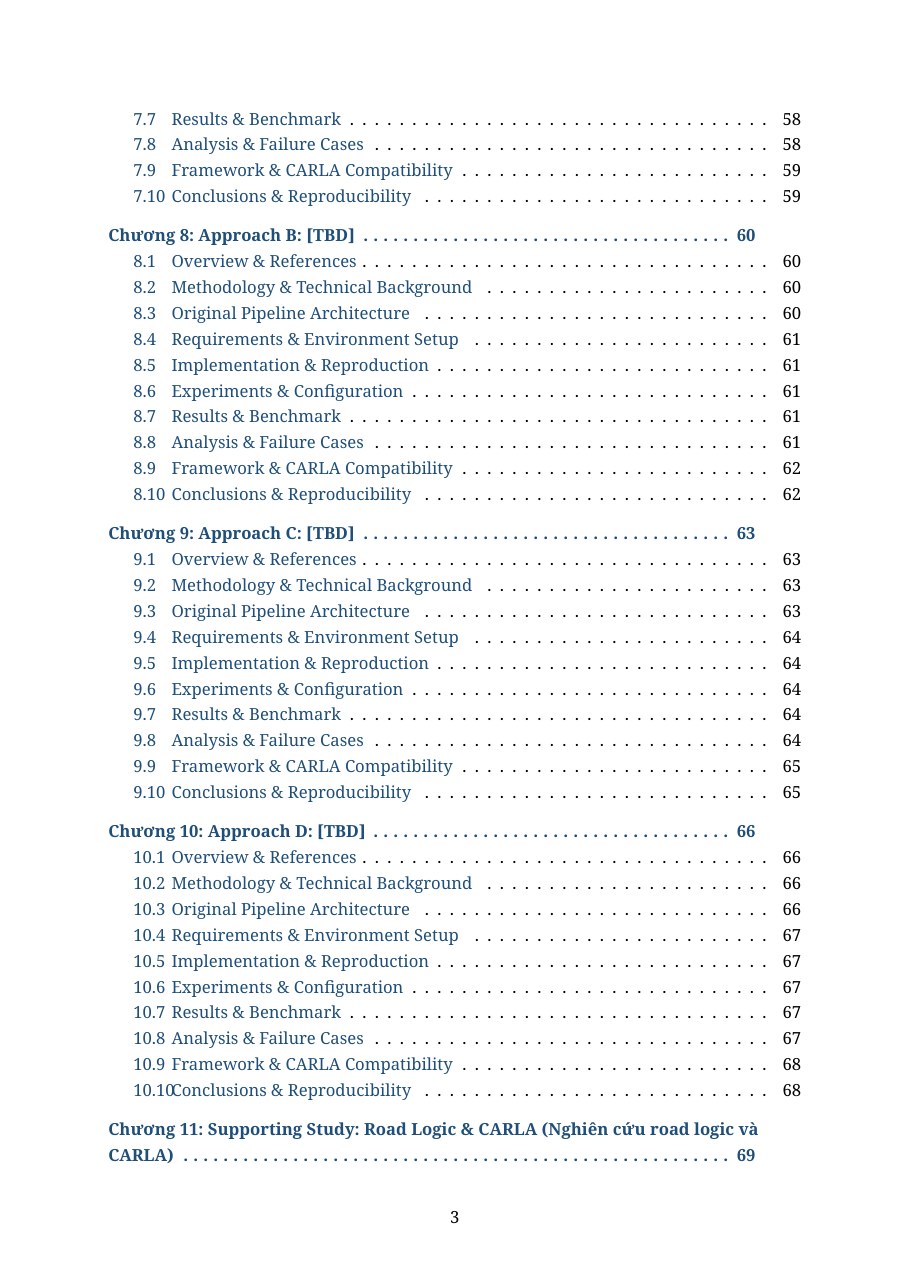 7.7 Results & Benchmark . . . . . . . . . . . . . . . . . . . . . . . . . . . . . . . . . . 58
7.8 Analysis & Failure Cases . . . . . . . . . . . . . . . . . . . . . . . . . . . . . . . . 58
7.9 Framework & CARLA Compatibility . . . . . . . . . . . . . . . . . . . . . . . . . 59
7.10 Conclusions & Reproducibility . . . . . . . . . . . . . . . . . . . . . . . . . . . . 59
Chương 8: Approach B: [TBD] . . . . . . . . . . . . . . . . . . . . . . . . . . . . . . . . . . . . . 60
8.1 Overview & References . . . . . . . . . . . . . . . . . . . . . . . . . . . . . . . . . 60
8.2 Methodology & Technical Background . . . . . . . . . . . . . . . . . . . . . . . 60
8.3 Original Pipeline Architecture . . . . . . . . . . . . . . . . . . . . . . . . . . . . 60
8.4 Requirements & Environment Setup . . . . . . . . . . . . . . . . . . . . . . . . 61
8.5 Implementation & Reproduction . . . . . . . . . . . . . . . . . . . . . . . . . . . 61
8.6 Experiments & Configuration . . . . . . . . . . . . . . . . . . . . . . . . . . . . . 61
8.7 Results & Benchmark . . . . . . . . . . . . . . . . . . . . . . . . . . . . . . . . . . 61
8.8 Analysis & Failure Cases . . . . . . . . . . . . . . . . . . . . . . . . . . . . . . . . 61
8.9 Framework & CARLA Compatibility . . . . . . . . . . . . . . . . . . . . . . . . . 62
8.10 Conclusions & Reproducibility . . . . . . . . . . . . . . . . . . . . . . . . . . . . 62
Chương 9: Approach C: [TBD] . . . . . . . . . . . . . . . . . . . . . . . . . . . . . . . . . . . . . 63
9.1 Overview & References . . . . . . . . . . . . . . . . . . . . . . . . . . . . . . . . . 63
9.2 Methodology & Technical Background . . . . . . . . . . . . . . . . . . . . . . . 63
9.3 Original Pipeline Architecture . . . . . . . . . . . . . . . . . . . . . . . . . . . . 63
9.4 Requirements & Environment Setup . . . . . . . . . . . . . . . . . . . . . . . . 64
9.5 Implementation & Reproduction . . . . . . . . . . . . . . . . . . . . . . . . . . . 64
9.6 Experiments & Configuration . . . . . . . . . . . . . . . . . . . . . . . . . . . . . 64
9.7 Results & Benchmark . . . . . . . . . . . . . . . . . . . . . . . . . . . . . . . . . . 64
9.8 Analysis & Failure Cases . . . . . . . . . . . . . . . . . . . . . . . . . . . . . . . . 64
9.9 Framework & CARLA Compatibility . . . . . . . . . . . . . . . . . . . . . . . . . 65
9.10 Conclusions & Reproducibility . . . . . . . . . . . . . . . . . . . . . . . . . . . . 65
Chương 10: Approach D: [TBD] . . . . . . . . . . . . . . . . . . . . . . . . . . . . . . . . . . . . 66
10.1 Overview & References . . . . . . . . . . . . . . . . . . . . . . . . . . . . . . . . . 66
10.2 Methodology & Technical Background . . . . . . . . . . . . . . . . . . . . . . . 66
10.3 Original Pipeline Architecture . . . . . . . . . . . . . . . . . . . . . . . . . . . . 66
10.4 Requirements & Environment Setup . . . . . . . . . . . . . . . . . . . . . . . . 67
10.5 Implementation & Reproduction . . . . . . . . . . . . . . . . . . . . . . . . . . . 67
10.6 Experiments & Configuration . . . . . . . . . . . . . . . . . . . . . . . . . . . . . 67
10.7 Results & Benchmark . . . . . . . . . . . . . . . . . . . . . . . . . . . . . . . . . . 67
10.8 Analysis & Failure Cases . . . . . . . . . . . . . . . . . . . . . . . . . . . . . . . . 67
10.9 Framework & CARLA Compatibility . . . . . . . . . . . . . . . . . . . . . . . . . 68
10.10 Conclusions & Reproducibility . . . . . . . . . . . . . . . . . . . . . . . . . . . . 68
Chương 11: Supporting Study: Road Logic & CARLA (Nghiên cứu road logic và
CARLA) . . . . . . . . . . . . . . . . . . . . . . . . . . . . . . . . . . . . . . . . . . . . . . . . . . . . . . . 69
3